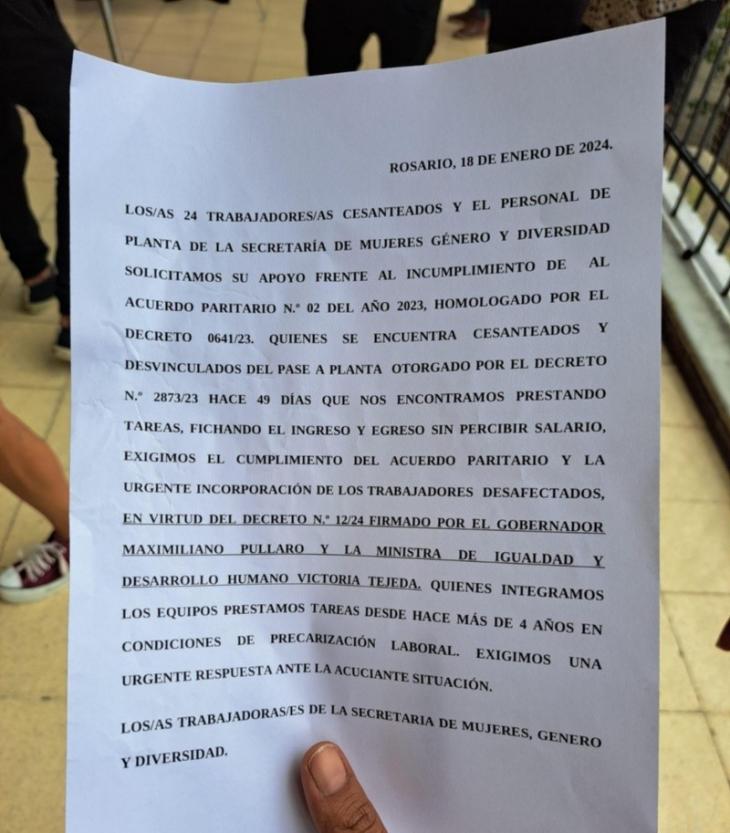 ROSARIO, 18 DE ENERO DE 2024.
LOS/AS 24 TRABAJADORES/AS CESANTEADOS Y EL PERSONAL DE
PLANTA DE LA SECRETARÍA DE MUJERES GÉNERO Y DIVERSIDAD
SOLICITAMOS SU APOYO FRENTE AL INCUMPLIMIENTO DE AL
ACUERDO PARITARIO N.º 02 DEL AÑO 2023, HOMOLOGADO POR EL
DECRETO 0641/23. QUIENES SE ENCUENTRA CESANTEADOS Y
DESVINCULADOS DEL PASE A PLANTA OTORGADO POR EL DECRETO
N.º 2873/23 HACE 49 DÍAS QUE NOS ENCONTRAMOS PRESTANDO
TAREAS, FICHANDO EL INGRESO Y EGRESO SIN PERCIBIR SALARIO,
EXIGIMOS EL CUMPLIMIENTO DEL ACUERDO PARITARIO Y LA
URGENTE INCORPORACIÓN DE LOS TRABAJADORES DESAFECTADOS,
EN VIRTUD DEL DECRETO N.º 12/24 FIRMADO POR EL GOBERNADOR
MAXIMILIANO PULLARO Y LA MINISTRA DE IGUALDAD Y
DESARROLLO HUMANO VICTORIA TEJEDA. QUIENES INTEGRAMOS
LOS EQUIPOS PRESTAMOS TAREAS DESDE HACE MÁS DE 4 AÑOS EN
CONDICIONES DE PRECARIZACIÓN LABORAL. EXIGIMOS UNA
URGENTE RESPUESTA ANTE LA ACUCIANTE SITUACIÓN.
LOS/AS TRABAJADORAS/ES DE LA SECRETARIA DE MUJERES, GENERO
Y DIVERSIDAD.